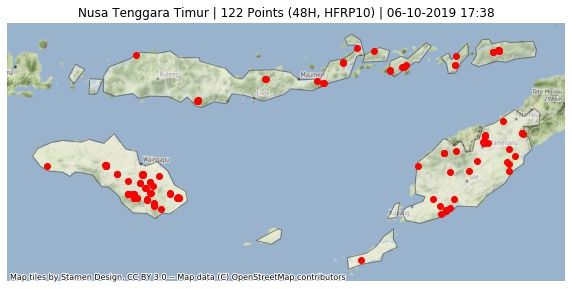 Nusa Tenggara Timur | 122 Points (48H, HFRP10) | 06-10-2019 17:38
Maumere
Ruteng
Ende
Waingapu
Kefamenanu
Soe
Kupang
Map tiles by Stamen Design, CC BY 3.0 -- Map data (C) OpenStreetMap contributors